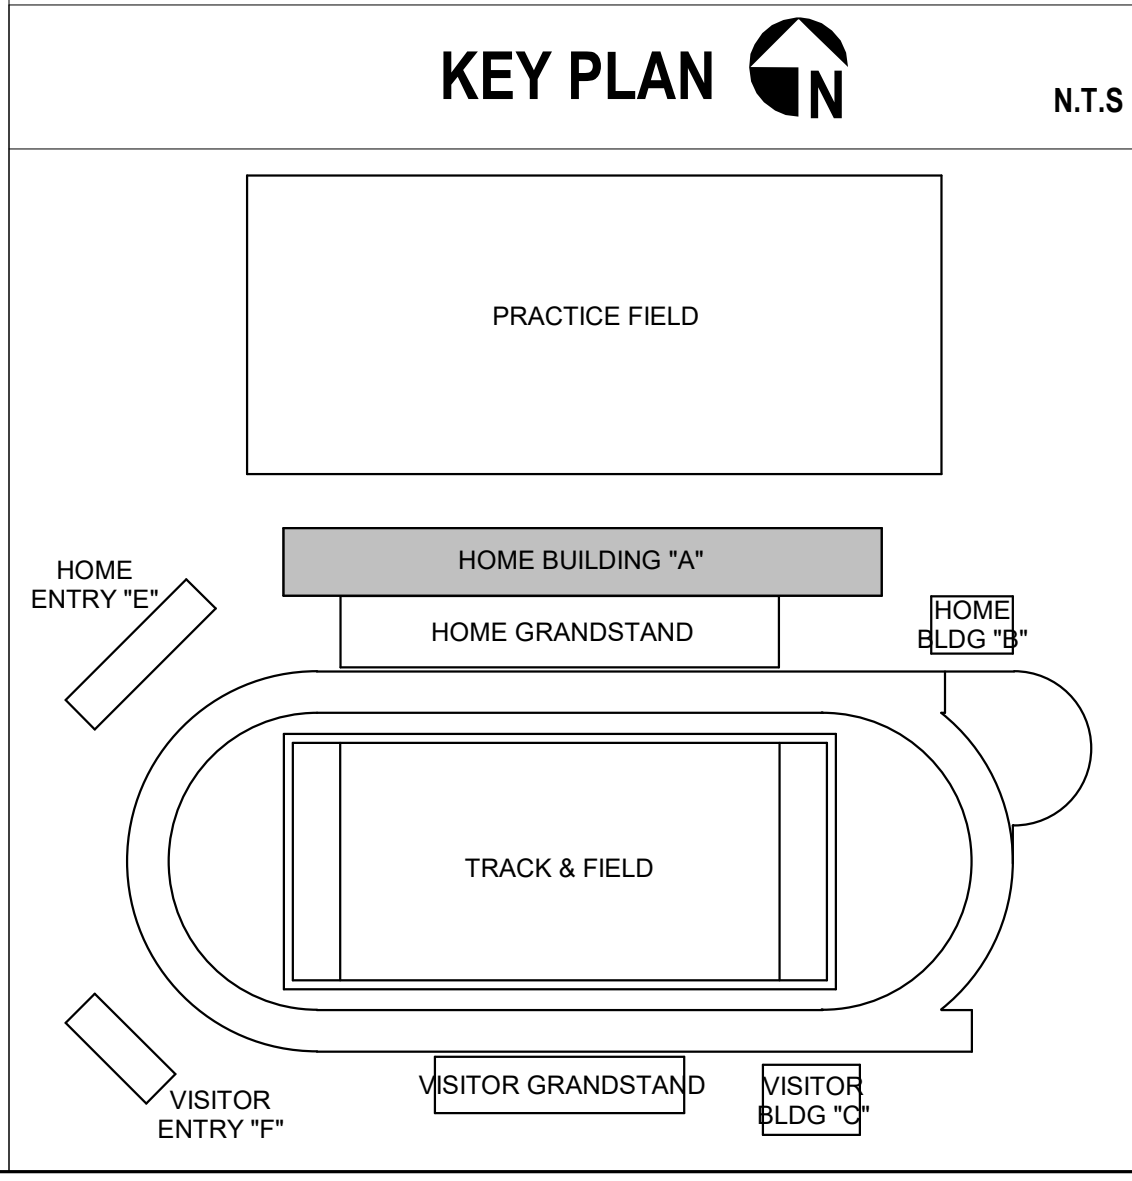 KEY PLAN
N
N.T.S
PRACTICE FIELD
HOME BUILDING "A"
HOME
ENTRY "E"
HOME GRANDSTAND
HOME
BLDG "B"
TRACK & FIELD
VISITOR GRANDSTAND
VISITOR
BLDG "C"
VISITOR
ENTRY "F"